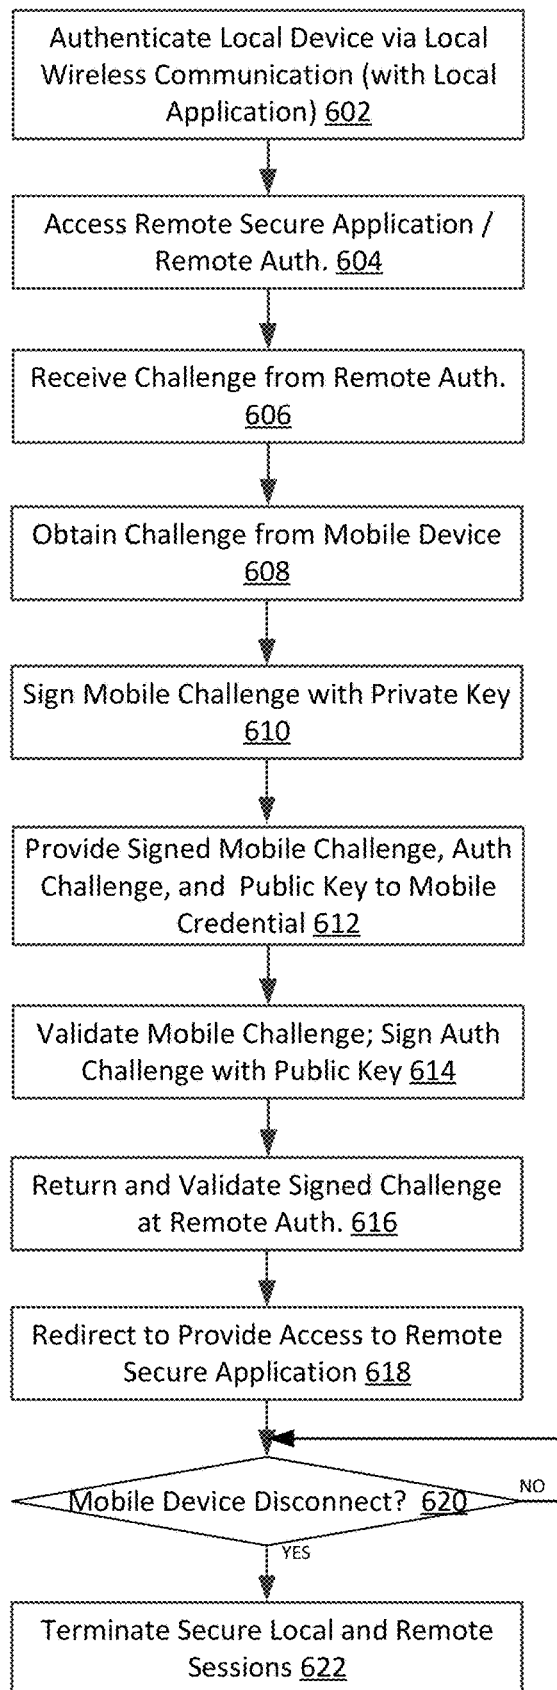 Authenticate Local Device via Local
Wireless Communication (with Local
Application) 602
Access Remote Secure Application /
Remote Auth. 604
Receive Challenge from Remote Auth.
606
Obtain Challenge from Mobile Device
608
Sign Mobile Challenge with Private Key
610
Provide Signed Mobile Challenge, Auth
Challenge, and Public Key to Mobile
Credential 612
Validate Mobile Challenge; Sign Auth
Challenge with Public Key 614
Return and Validate Signed Challenge
at Remote Auth. 616
Redirect to Provide Access to Remote
Secure Application 618
Mobile Device Disconnect? 620
NO
YES
Terminate Secure Local and Remote
Sessions 622